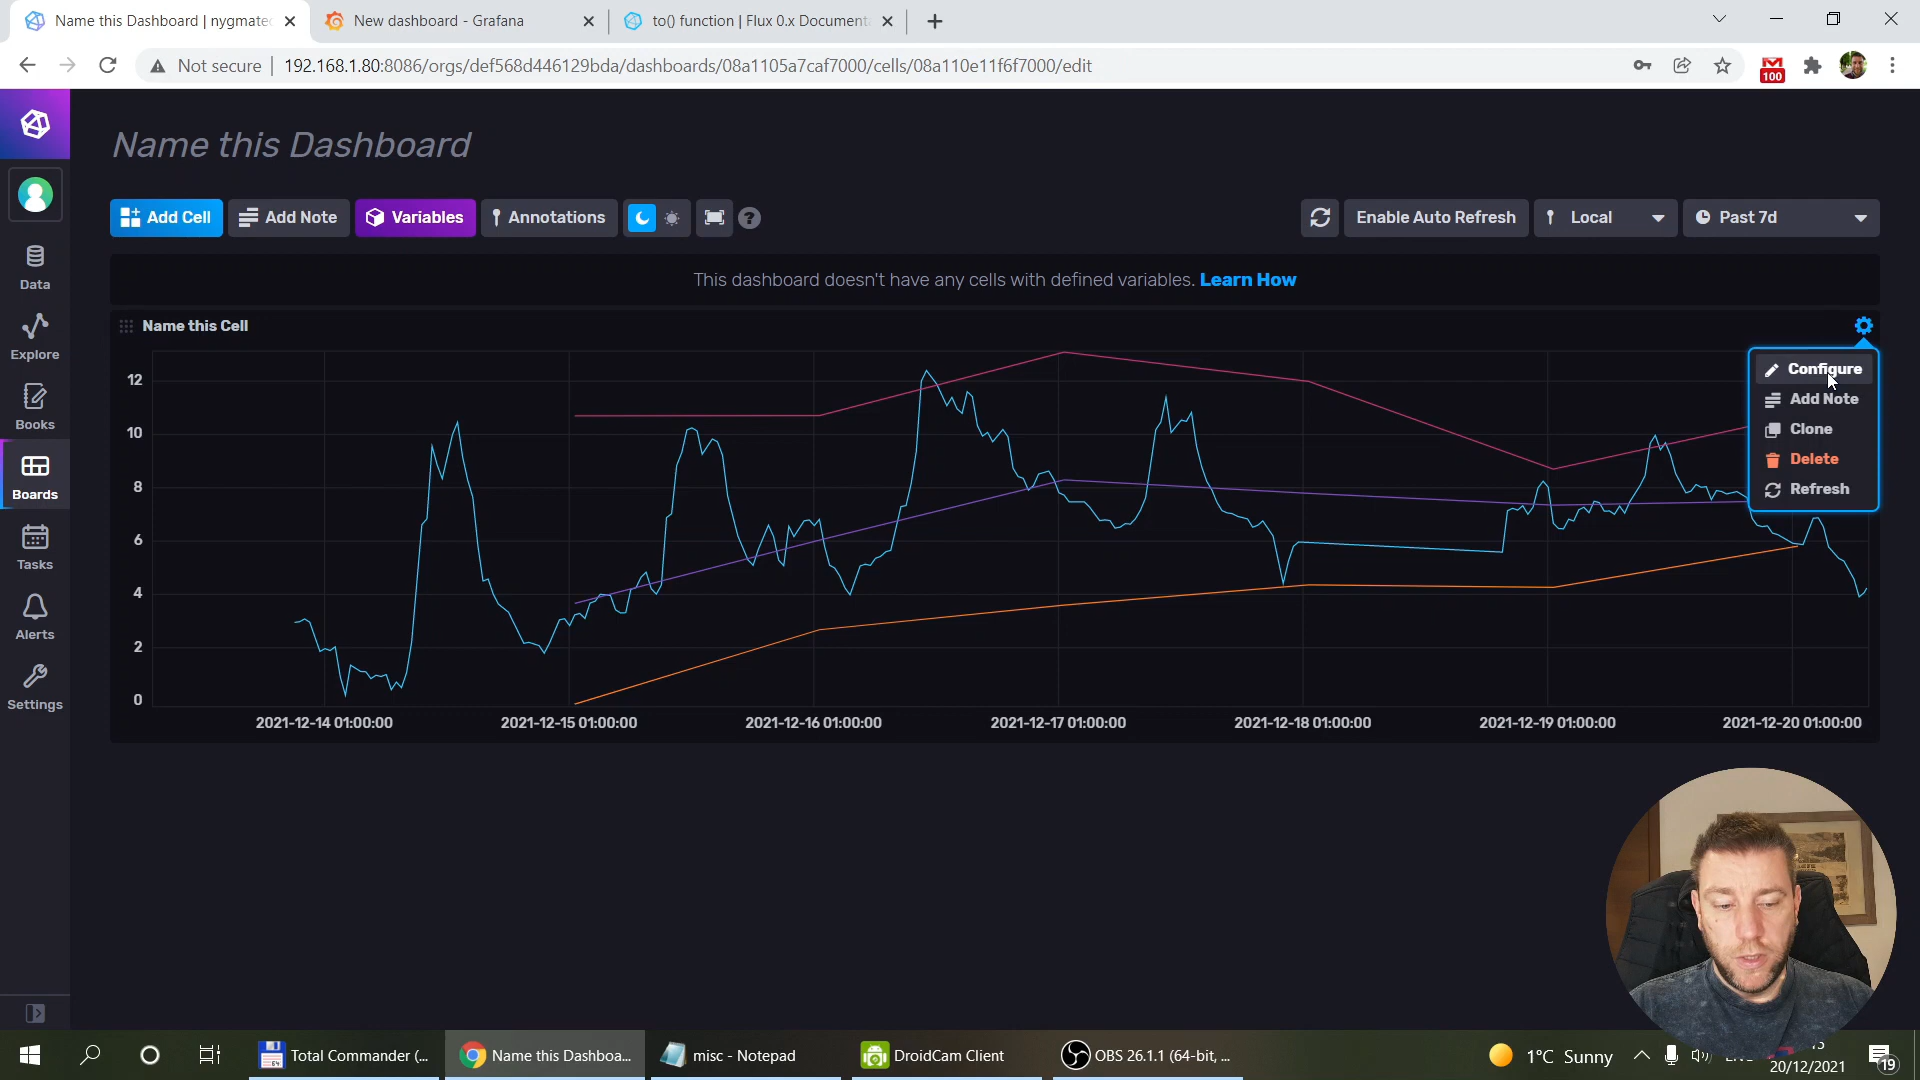 Name this Dashboard | nygmatec
New dashboard - Grafana
to() function | Flux 0.x Documenta
Not secure
192.168.1.80:8086/orgs/def568d446129bda/dashboards/08a1105a7caf7000/cells/08a110e11f6f7000/edit
100
Name this Dashboard
Add Cell
Add Note
Variables
Annotations
?
Enable Auto Refresh
Local
Past 7d
This dashboard doesn't have any cells with defined variables. Learn How
Name this Cell
Configure
Add Note
Clone
Delete
Refresh
12
10
8
6
4
2
0
2021-12-14 01:00:00
2021-12-15 01:00:00
2021-12-16 01:00:00
2021-12-17 01:00:00
2021-12-18 01:00:00
2021-12-19 01:00:00
2021-12-20 01:00:00
Data
Explore
Books
Boards
Tasks
Alerts
Settings
Total Commander (...
Name this Dashboa...
misc - Notepad
DroidCam Client
OBS 26.1.1 (64-bit, ...
1°C Sunny
20/12/2021
19